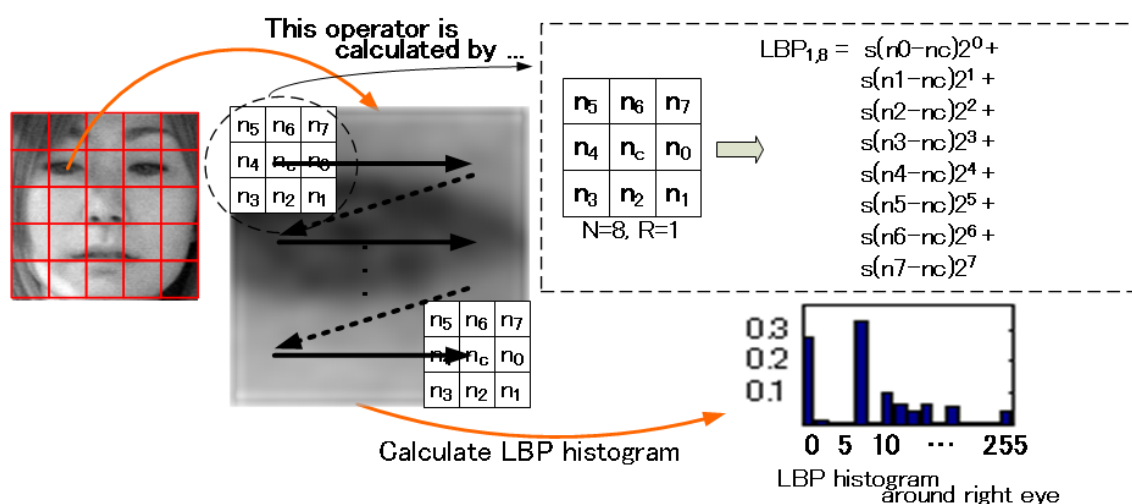 This operator is
calculated by ...
n5 n6 n7
n4 nc n0
n3 n2 n1
n5 n6 n7
n4 nc n0
n3 n2 n1
N=8, R=1
LBP1,8 = s(n0-nc)2^0+
s(n1-nc)2^1+
s(n2-nc)2^2+
s(n3-nc)2^3+
s(n4-nc)2^4+
s(n5-nc)2^5+
s(n6-nc)2^6+
s(n7-nc)2^7
n5 n6 n7
nc n0
n3 n2 n1
Calculate LBP histogram
0.3
0.2
0.1
0 5 10 ... 255
LBP histogram
around right eye